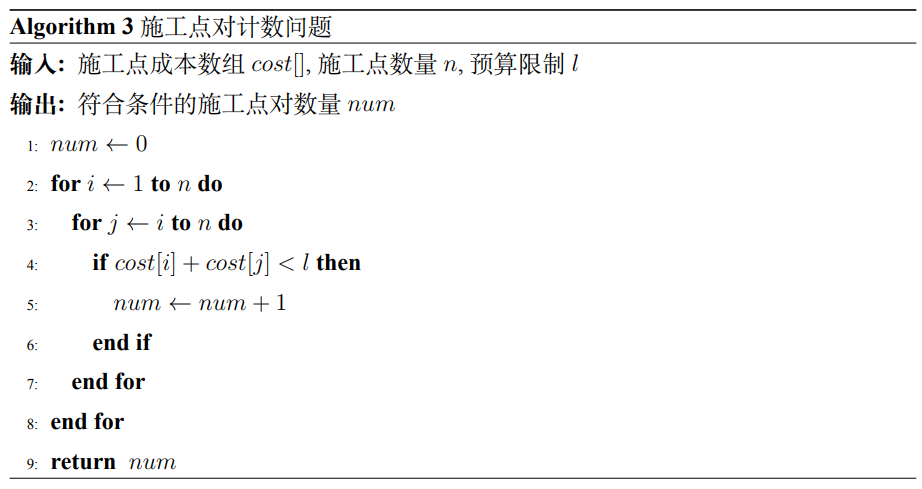 Algorithm 3 施工点对计数问题
输入: 施工点成本数组 cost[], 施工点数量 n, 预算限制 l
输出: 符合条件的施工点对数量 num
1: num ← 0
2: for i ← 1 to n do
3: for j ← i to n do
4: if cost[i] + cost[j] < l then
5: num ← num + 1
6: end if
7: end for
8: end for
9: return num